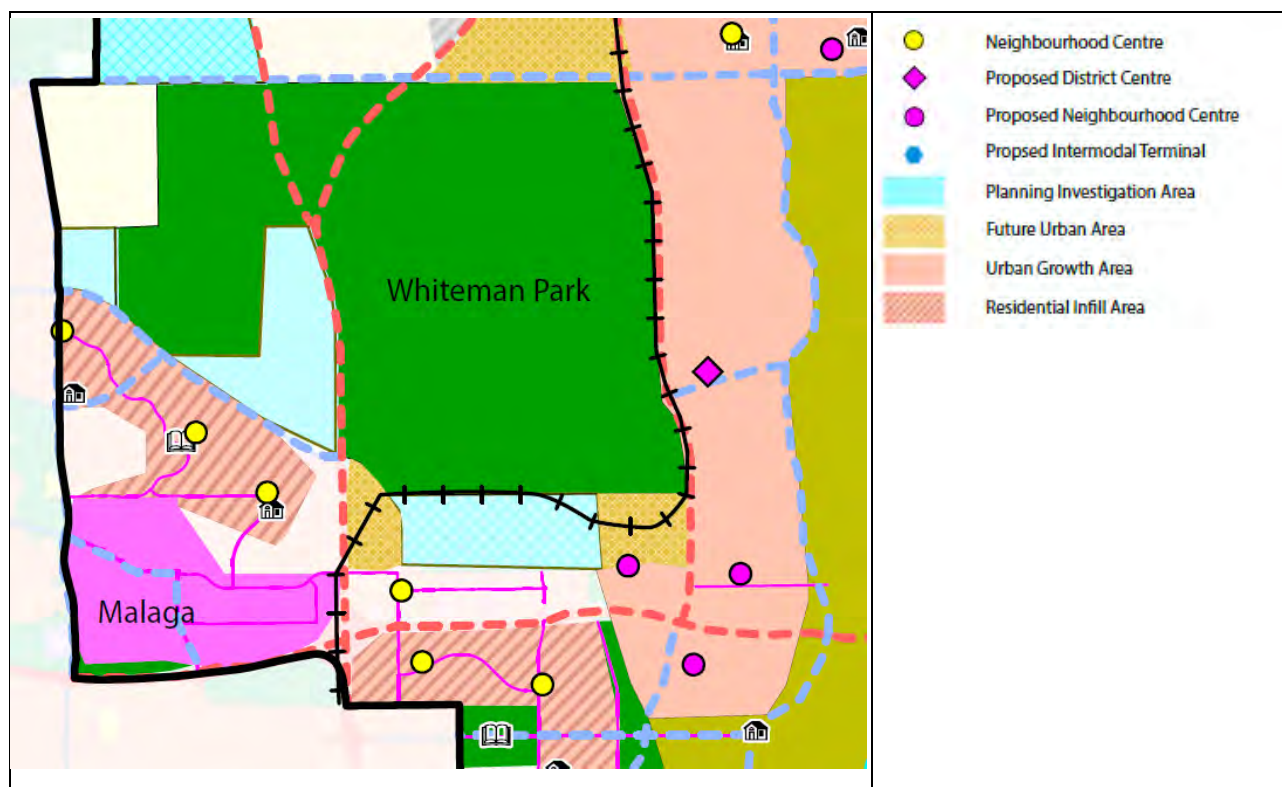 Whiteman Park
Malaga
Neighbourhood Centre
Proposed District Centre
Proposed Neighbourhood Centre
Propsed Intermodal Terminal
Planning Investigation Area
Future Urban Area
Urban Growth Area
Residential Infill Area